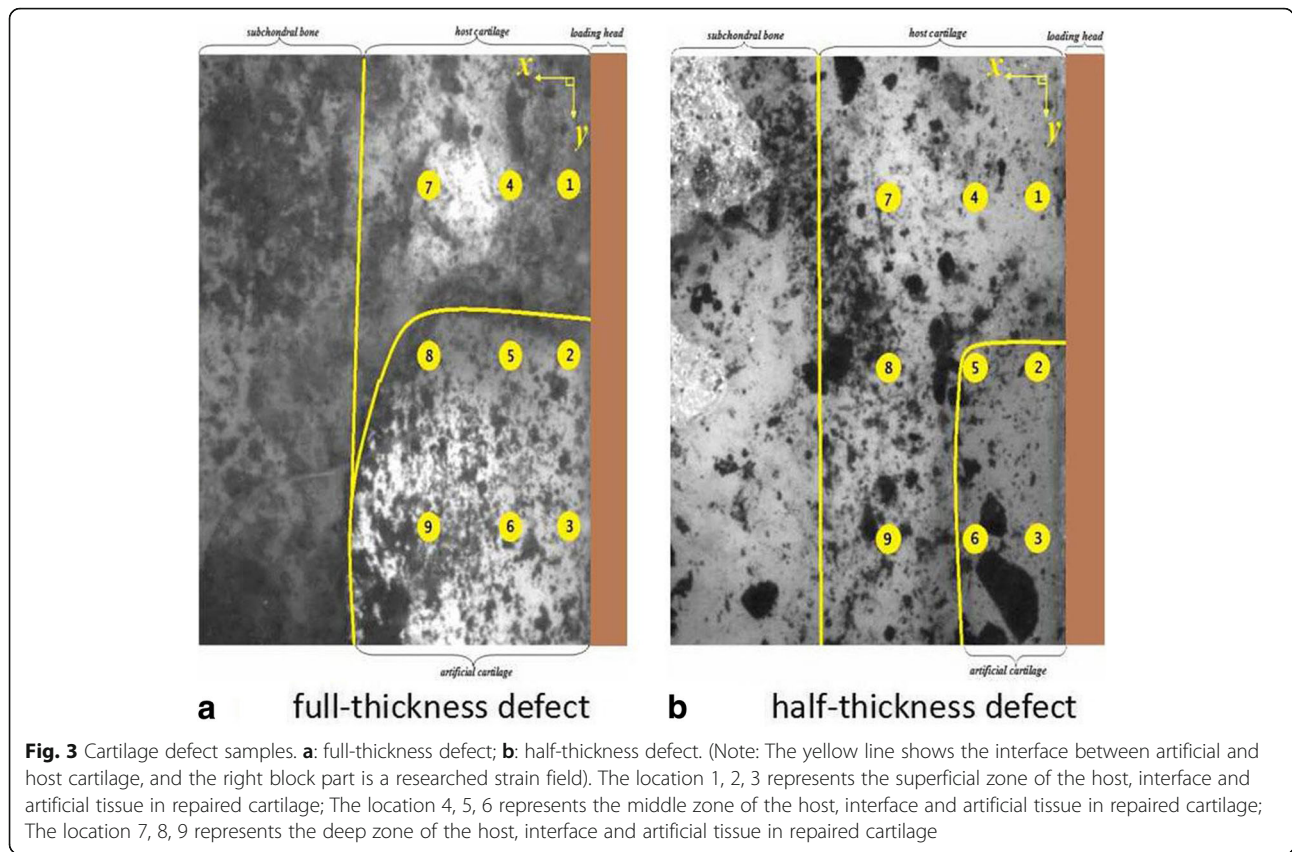 subchondral bone host cartilage loading head
x
y
7 4 1
8 5 2
9 6 3
artificial cartilage
a full-thickness defect
subchondral bone host cartilage loading head
x
y
7 4 1
8 5 2
9 6 3
artificial cartilage
b half-thickness defect
Fig. 3 Cartilage defect samples. a: full-thickness defect; b: half-thickness defect. (Note: The yellow line shows the interface between artificial and
host cartilage, and the right block part is a researched strain field). The location 1, 2, 3 represents the superficial zone of the host, interface and
artificial tissue in repaired cartilage; The location 4, 5, 6 represents the middle zone of the host, interface and artificial tissue in repaired cartilage;
The location 7, 8, 9 represents the deep zone of the host, interface and artificial tissue in repaired cartilage